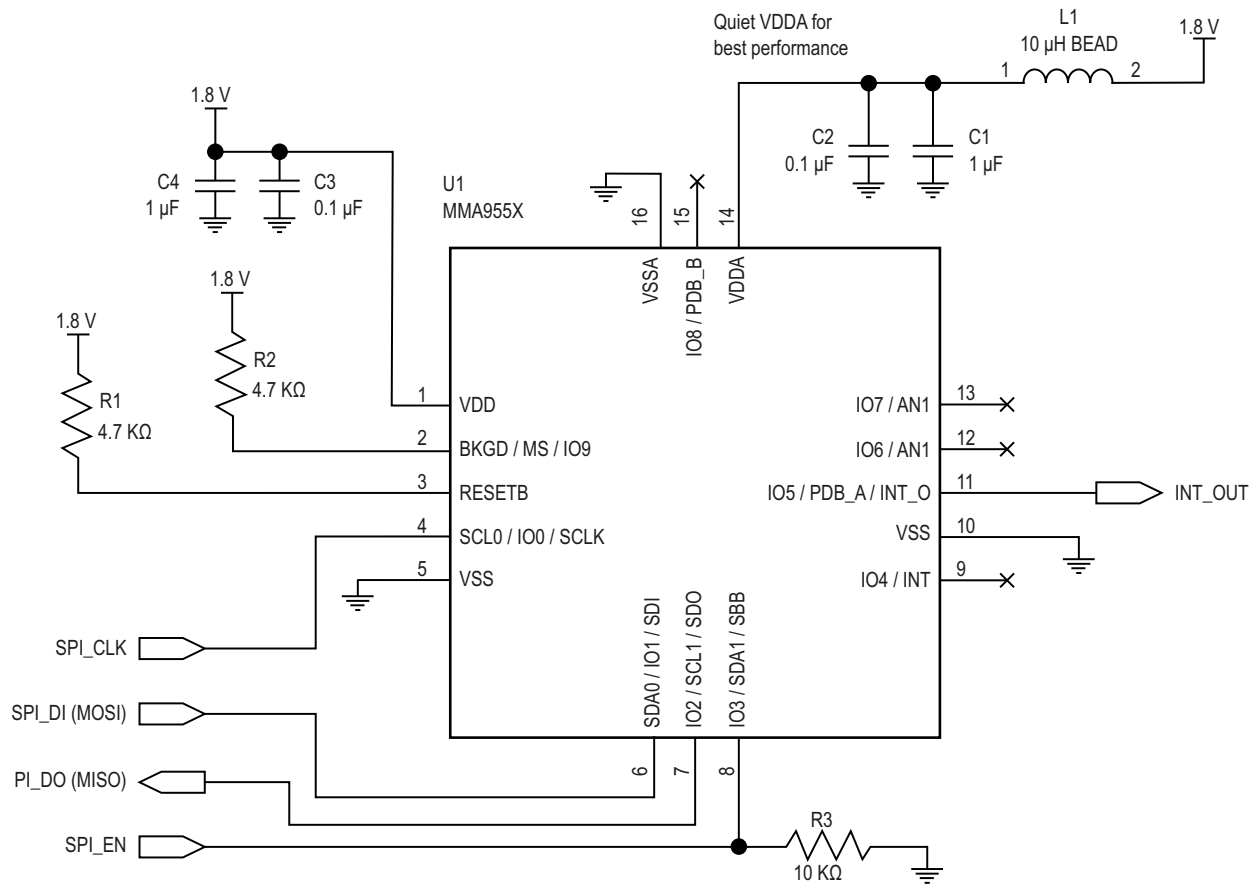 Quiet VDDA for
best performance
L1
10 µH BEAD
1
2
1.8 V
1.8 V
C4
1 µF
C3
0.1 µF
C2
0.1 µF
C1
1 µF
U1
MMA955X
16
15
14
VSSA
IO8 / PDB_B
VDDA
1.8 V
R2
4.7 KΩ
1.8 V
R1
4.7 KΩ
1
VDD
2
BKGD / MS / IO9
3
RESETB
4
SCL0 / IO0 / SCLK
5
VSS
IO7 / AN1
13
IO6 / AN1
12
IO5 / PDB_A / INT_O
11
INT_OUT
VSS
10
IO4 / INT
9
SDA0 / IO1 / SDI
IO2 / SCL1 / SDO
IO3 / SDA1 / SBB
6
7
8
SPI_CLK
SPI_DI (MOSI)
PI_DO (MISO)
SPI_EN
R3
10 KΩ